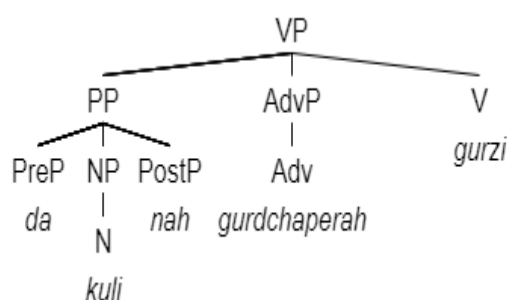 VP
PP AdvP V
gurzi
PreP NP PostP Adv
da nah gurdchaperah
N
kuli